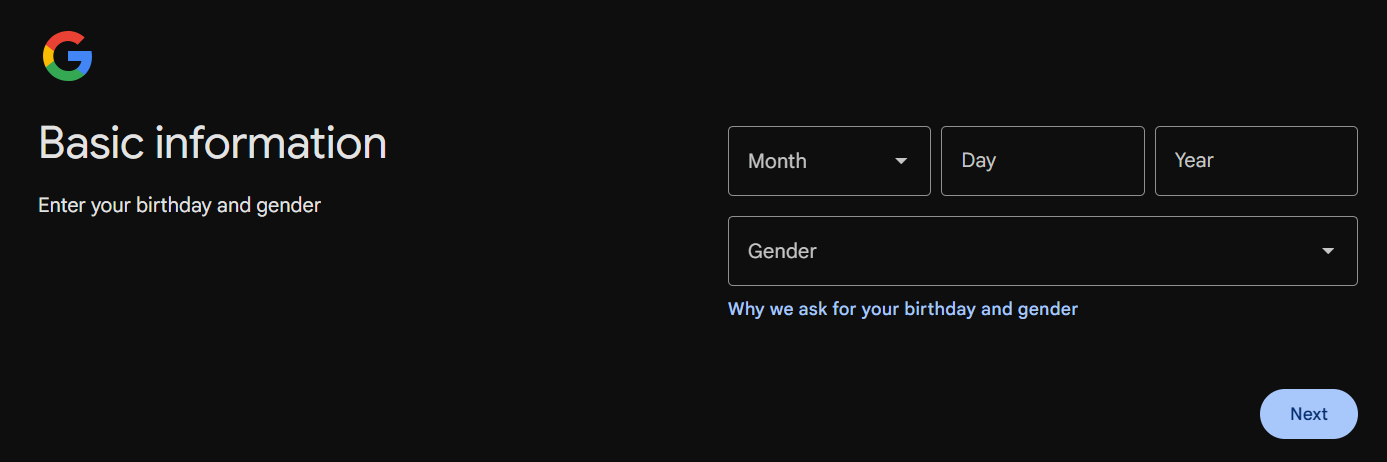 Basic information
Enter your birthday and gender
Month
Day
Year
Gender
Why we ask for your birthday and gender
Next